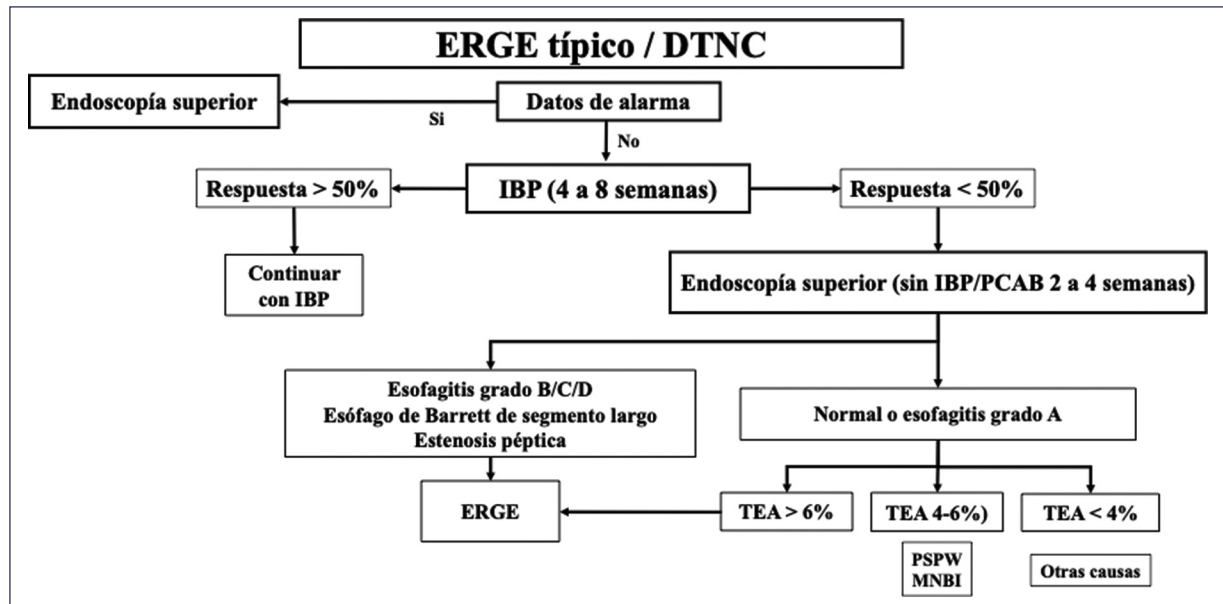 ERGE típico / DTNC
Endoscopía superior
Datos de alarma
Si
No
Respuesta > 50%
IBP (4 a 8 semanas)
Respuesta < 50%
Continuar
con IBP
Endoscopía superior (sin IBP/PCAB 2 a 4 semanas)
Esofagitis grado B/C/D
Esófago de Barrett de segmento largo
Estenosis péptica
Normal o esofagitis grado A
ERGE
TEA > 6%
TEA 4-6%)
TEA < 4%
PSPW
MNBI
Otras causas